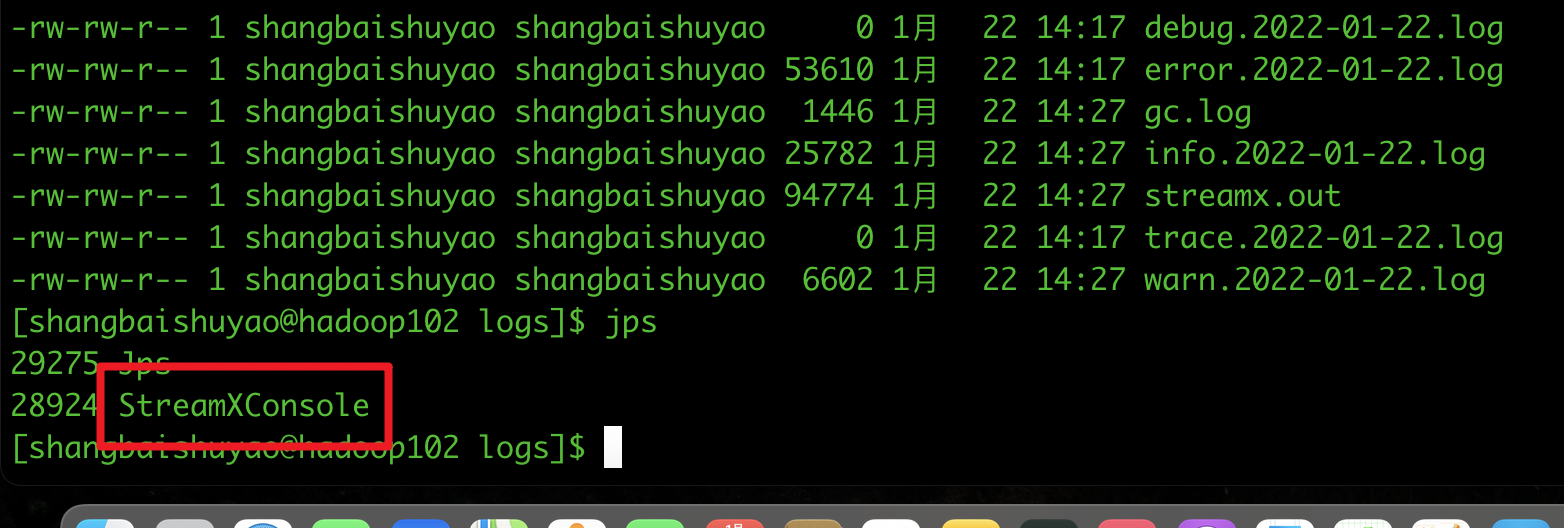 -rw-rw-r-- 1 shangbaishuyao shangbaishuyao     0 1月  22 14:17 debug.2022-01-22.log
-rw-rw-r-- 1 shangbaishuyao shangbaishuyao 53610 1月  22 14:27 error.2022-01-22.log
-rw-rw-r-- 1 shangbaishuyao shangbaishuyao  1446 1月  22 14:27 gc.log
-rw-rw-r-- 1 shangbaishuyao shangbaishuyao 25782 1月  22 14:27 info.2022-01-22.log
-rw-rw-r-- 1 shangbaishuyao shangbaishuyao 94774 1月  22 14:27 streamx.out
-rw-rw-r-- 1 shangbaishuyao shangbaishuyao     0 1月  22 14:17 trace.2022-01-22.log
-rw-rw-r-- 1 shangbaishuyao shangbaishuyao  6602 1月  22 14:27 warn.2022-01-22.log
[shangbaishuyao@hadoop102 logs]$ jps
29275 Jps
28924 StreamXConsole
[shangbaishuyao@hadoop102 logs]$
1月